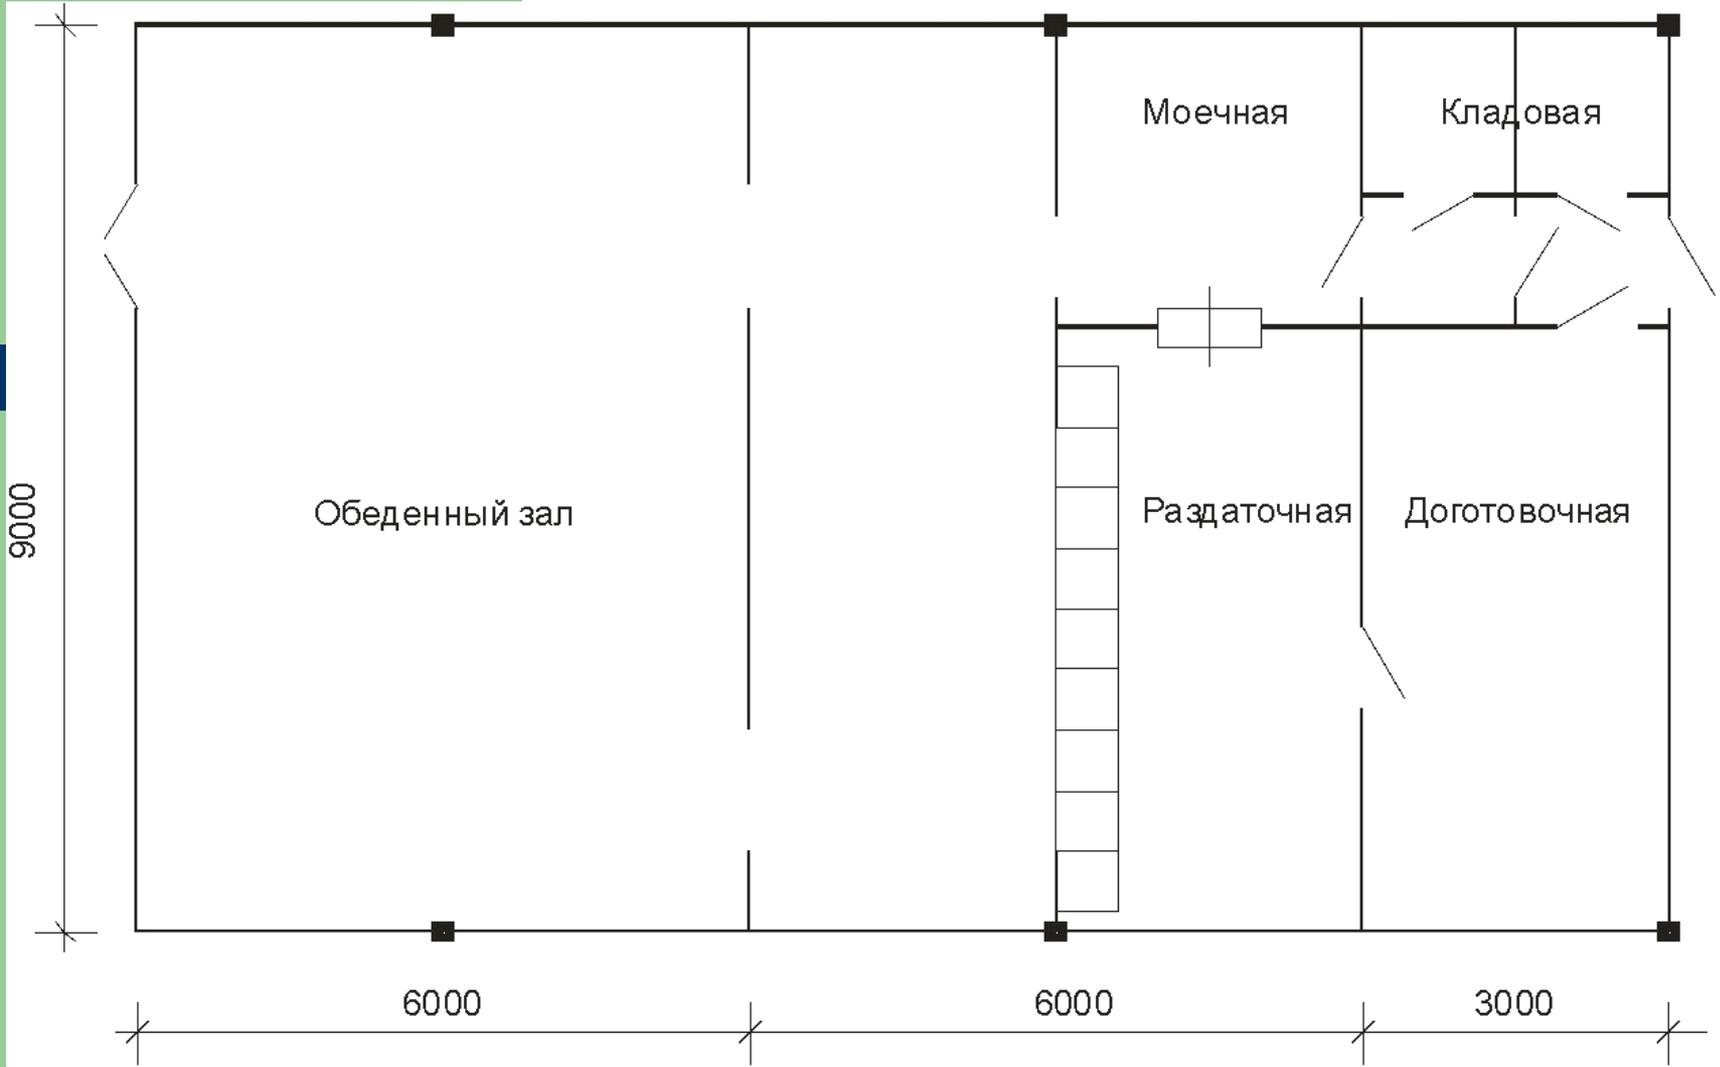 Моечная
Кладовая
9000
Обеденный зал
Раздаточная
Доготовочная
6000
6000
3000